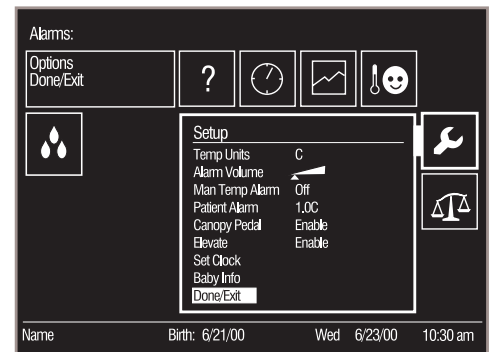 Alarms:
Options
Done/Exit
?
Setup
Temp Units C
Alarm Volume
Man Temp Alarm Off
Patient Alarm 1.0C
Canopy Pedal Enable
Elevate Enable
Set Clock
Baby Info
Done/Exit
Name Birth: 6/21/00 Wed 6/23/00 10:30 am